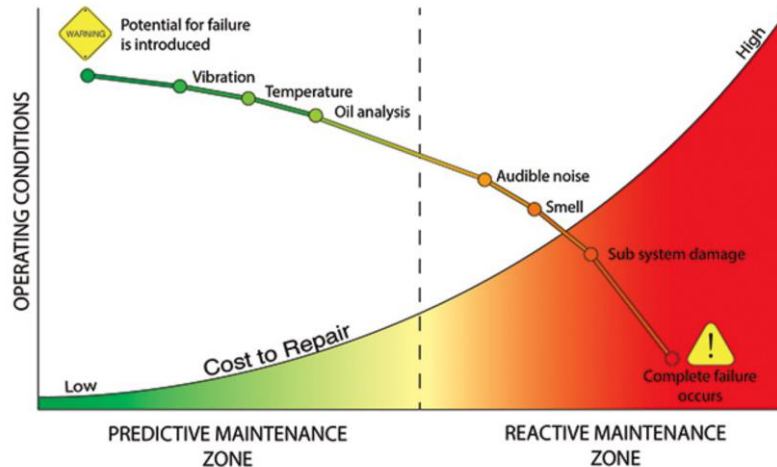 WARNING
Potential for failure
is introduced
Vibration
Temperature
Oil analysis
Audible noise
Smell
Sub system damage
High
OPERATING CONDITIONS
Cost to Repair
Low
!
Complete failure
occurs
PREDICTIVE MAINTENANCE
ZONE
REACTIVE MAINTENANCE
ZONE